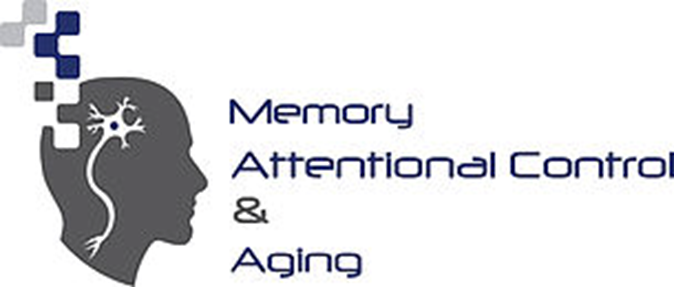 Memory
Attentional Control
&
Aging